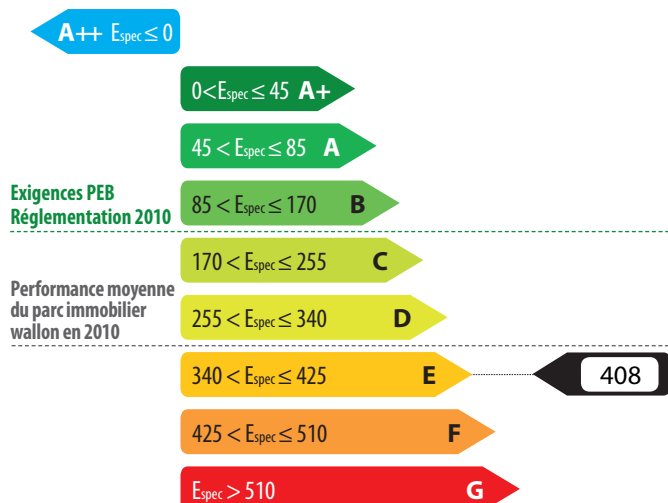 A++ Espec ≤ 0
0<Espec ≤ 45 A+
45 < Espec ≤ 85 A
Exigences PEB
Réglementation 2010
85 < Espec ≤ 170 B
170 < Espec ≤ 255 C
Performance moyenne
du parc immobilier
wallon en 2010
255 < Espec ≤ 340 D
340 < Espec ≤ 425 E
408
425 < Espec ≤ 510 F
Espec > 510 G